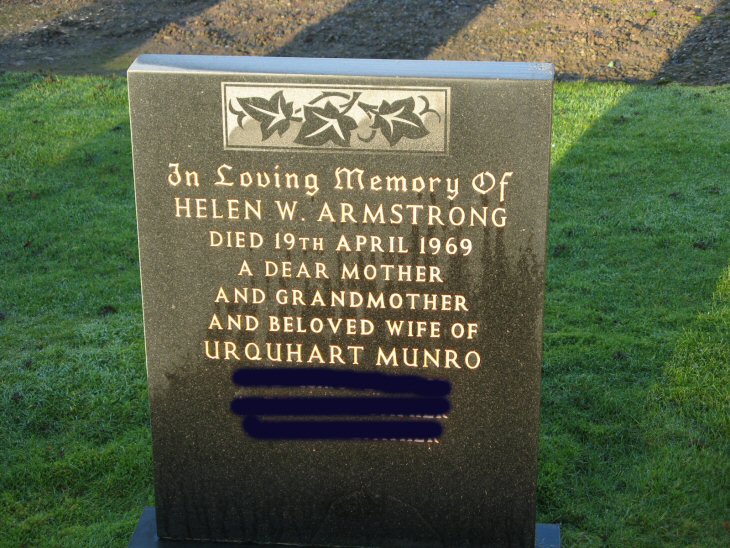 In Loving Memory Of
HELEN W. ARMSTRONG
DIED 19TH APRIL 1969
A DEAR MOTHER
AND GRANDMOTHER
AND BELOVED WIFE OF
URQUHART MUNRO